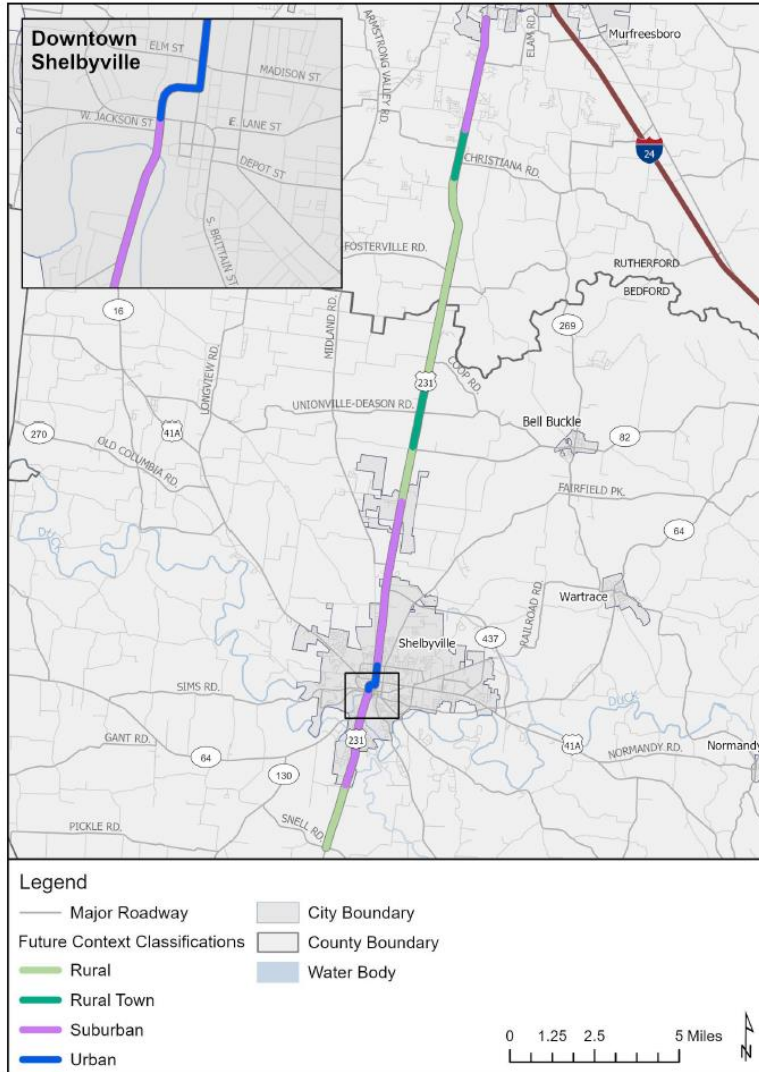 Downtown
Shelbyville
ELM ST
MADISON ST
W. JACKSON ST
E LANE ST
DEPOT ST
S. BRITTAIN ST
ARMSTRONG VALLEY RD.
ELAM RD.
Murfreesboro
24
CHRISTIANA RD.
FOSTERVILLE RD.
RUTHERFORD
BEDFORD
16
MIDLAND RD.
269
LONGVIEW RD.
231
COOP RD.
UNIONVILLE-DEASON RD.
Bell Buckle
270
41A
82
OLD COLUMBIA RD.
FAIRFIELD PK.
64
DUCK
Wartrace
RAILROAD RD.
Shelbyville
437
SIMS RD.
DUCK
GANT RD.
231
41A
NORMANDY RD.
Normandy
64
130
SNELL RD.
PICKLE RD.
Legend
Major Roadway
City Boundary
Future Context Classifications
County Boundary
Rural
Water Body
Rural Town
Suburban
Urban
0 1.25 2.5 5 Miles
N